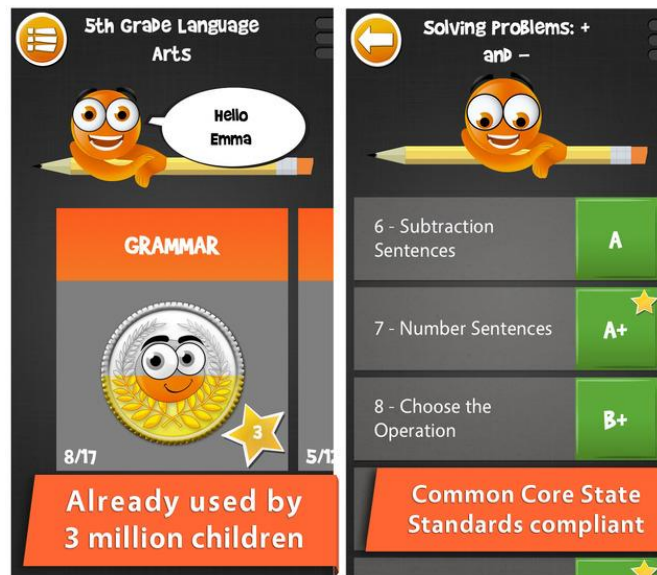 5th Grade Language
Arts
Hello
Emma
GRAMMAR
3
8/17
5/12
Already used by
3 million children
Solving Problems: +
and -
6 - Subtraction
Sentences
A
7 - Number Sentences
A+
8 - Choose the
Operation
B+
Common Core State
Standards compliant